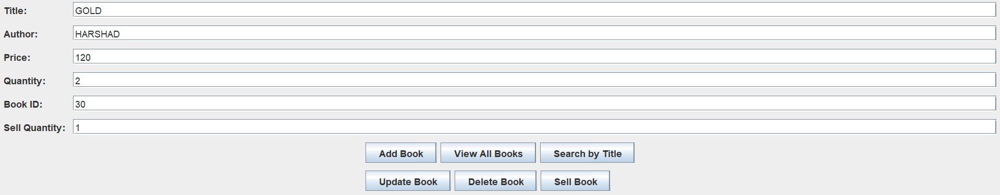 Title: GOLD
Author: HARSHAD
Price: 120
Quantity: 2
Book ID: 30
Sell Quantity: 1
Add Book View All Books Search by Title
Update Book Delete Book Sell Book